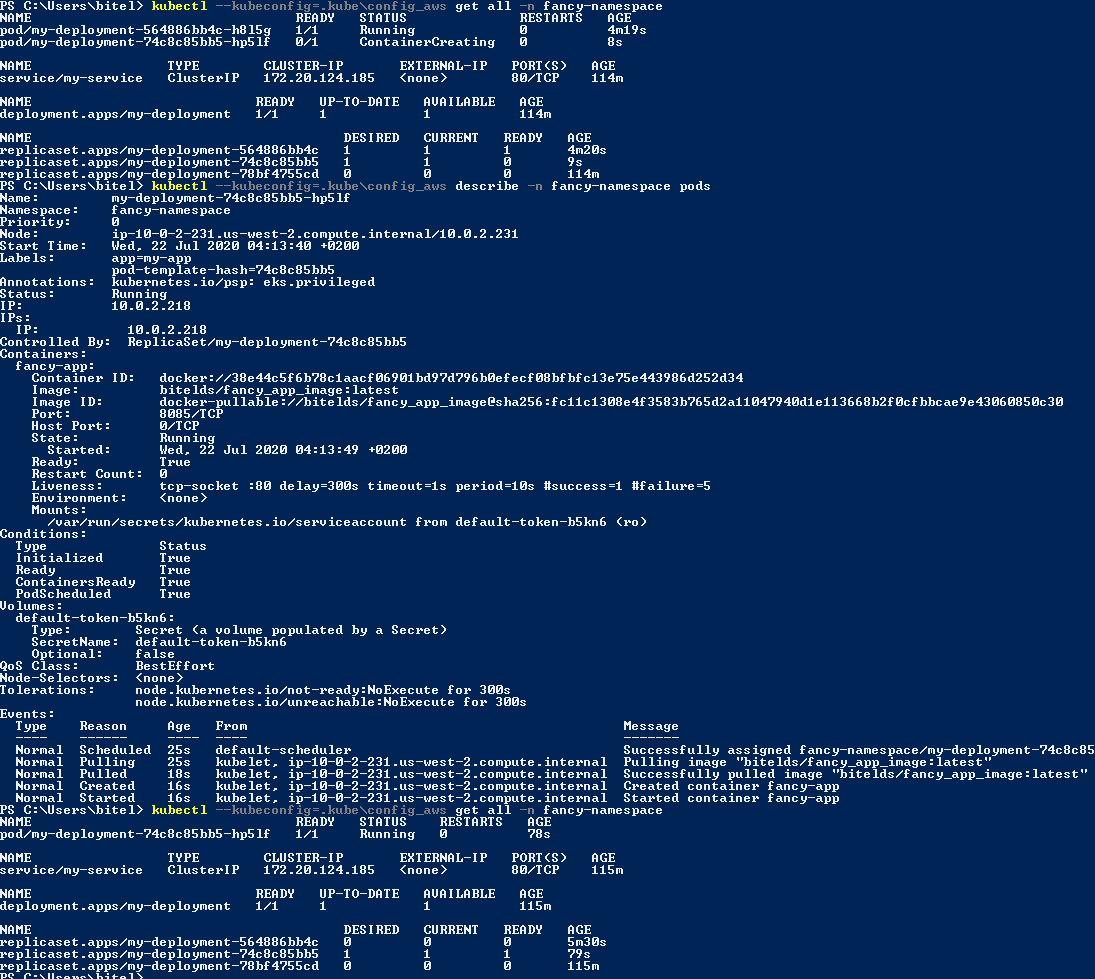 PS C:\Users\bitel> kubectl --kubeconfig=.kube\config_aws get all -n fancy-namespace
NAME                                 READY   STATUS              RESTARTS   AGE
pod/my-deployment-564886bb4c-h8l5g   1/1     Running             0          4m19s
pod/my-deployment-74c8c85bb5-hp5lf   0/1     ContainerCreating   0          8s
NAME                 TYPE        CLUSTER-IP       EXTERNAL-IP   PORT(S)   AGE
service/my-service   ClusterIP   172.20.124.185   <none>        80/TCP    114m
NAME                            READY   UP-TO-DATE   AVAILABLE   AGE
deployment.apps/my-deployment   1/1     1            1           114m
NAME                                       DESIRED   CURRENT   READY   AGE
replicaset.apps/my-deployment-564886bb4c   1         1         1       4m20s
replicaset.apps/my-deployment-74c8c85bb5   1         1         0       9s
replicaset.apps/my-deployment-78bf4755cd   0         0         0       114m
PS C:\Users\bitel> kubectl --kubeconfig=.kube\config_aws describe -n fancy-namespace pods
Name:         my-deployment-74c8c85bb5-hp5lf
Namespace:    fancy-namespace
Priority:     0
Node:         ip-10-0-2-231.us-west-2.compute.internal/10.0.2.231
Start Time:   Wed, 22 Jul 2020 04:13:40 +0200
Labels:       app=my-app
              pod-template-hash=74c8c85bb5
Annotations:  kubernetes.io/psp: eks.privileged
Status:       Running
IP:           10.0.2.218
IPs:
  IP:           10.0.2.218
Controlled By:  ReplicaSet/my-deployment-74c8c85bb5
Containers:
  fancy-app:
    Container ID:   docker://38e44c5f6b78c1aacf06901bd97d796b0efecf08bfbfc13e75e443986d252d34
    Image:          bitelds/fancy_app_image:latest
    Image ID:       docker-pullable://bitelds/fancy_app_image@sha256:fc11c1308e4f3583b765d2a11047940d1e113668b2f0cfbbcae9e43060850c30
    Port:           8085/TCP
    Host Port:      0/TCP
    State:          Running
      Started:      Wed, 22 Jul 2020 04:13:49 +0200
    Ready:          True
    Restart Count:  0
    Liveness:       tcp-socket :80 delay=300s timeout=1s period=10s #success=1 #failure=5
    Environment:    <none>
    Mounts:
      /var/run/secrets/kubernetes.io/serviceaccount from default-token-b5kn6 (ro)
Conditions:
  Type              Status
  Initialized       True
  Ready             True
  ContainersReady   True
  PodScheduled      True
Volumes:
  default-token-b5kn6:
    Type:        Secret (a volume populated by a Secret)
    SecretName:  default-token-b5kn6
    Optional:    false
QoS Class:       BestEffort
Node-Selectors:  <none>
Tolerations:     node.kubernetes.io/not-ready:NoExecute for 300s
                 node.kubernetes.io/unreachable:NoExecute for 300s
Events:
  Type    Reason     Age   From                                               Message
  ----    ------     ----  ----                                               -------
  Normal  Scheduled  25s   default-scheduler                                  Successfully assigned fancy-namespace/my-deployment-74c8c85
  Normal  Pulling    25s   kubelet, ip-10-0-2-231.us-west-2.compute.internal  Pulling image "bitelds/fancy_app_image:latest"
  Normal  Pulled     18s   kubelet, ip-10-0-2-231.us-west-2.compute.internal  Successfully pulled image "bitelds/fancy_app_image:latest"
  Normal  Created    16s   kubelet, ip-10-0-2-231.us-west-2.compute.internal  Created container fancy-app
  Normal  Started    16s   kubelet, ip-10-0-2-231.us-west-2.compute.internal  Started container fancy-app
PS C:\Users\bitel> kubectl --kubeconfig=.kube\config_aws get all -n fancy-namespace
NAME                                 READY   STATUS    RESTARTS   AGE
pod/my-deployment-74c8c85bb5-hp5lf   1/1     Running   0          78s
NAME                 TYPE        CLUSTER-IP       EXTERNAL-IP   PORT(S)   AGE
service/my-service   ClusterIP   172.20.124.185   <none>        80/TCP    115m
NAME                            READY   UP-TO-DATE   AVAILABLE   AGE
deployment.apps/my-deployment   1/1     1            1           115m
NAME                                       DESIRED   CURRENT   READY   AGE
replicaset.apps/my-deployment-564886bb4c   0         0         0       5m30s
replicaset.apps/my-deployment-74c8c85bb5   1         1         1       79s
replicaset.apps/my-deployment-78bf4755cd   0         0         0       115m
PS C:\Users\bitel>